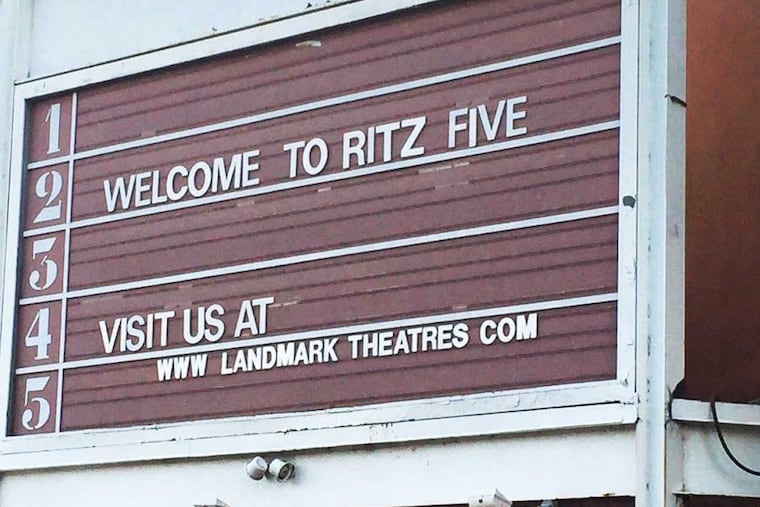 1
2 WELCOME TO RITZ FIVE
3
4 VISIT US AT
WWW LANDMARK THEATRES COM
5